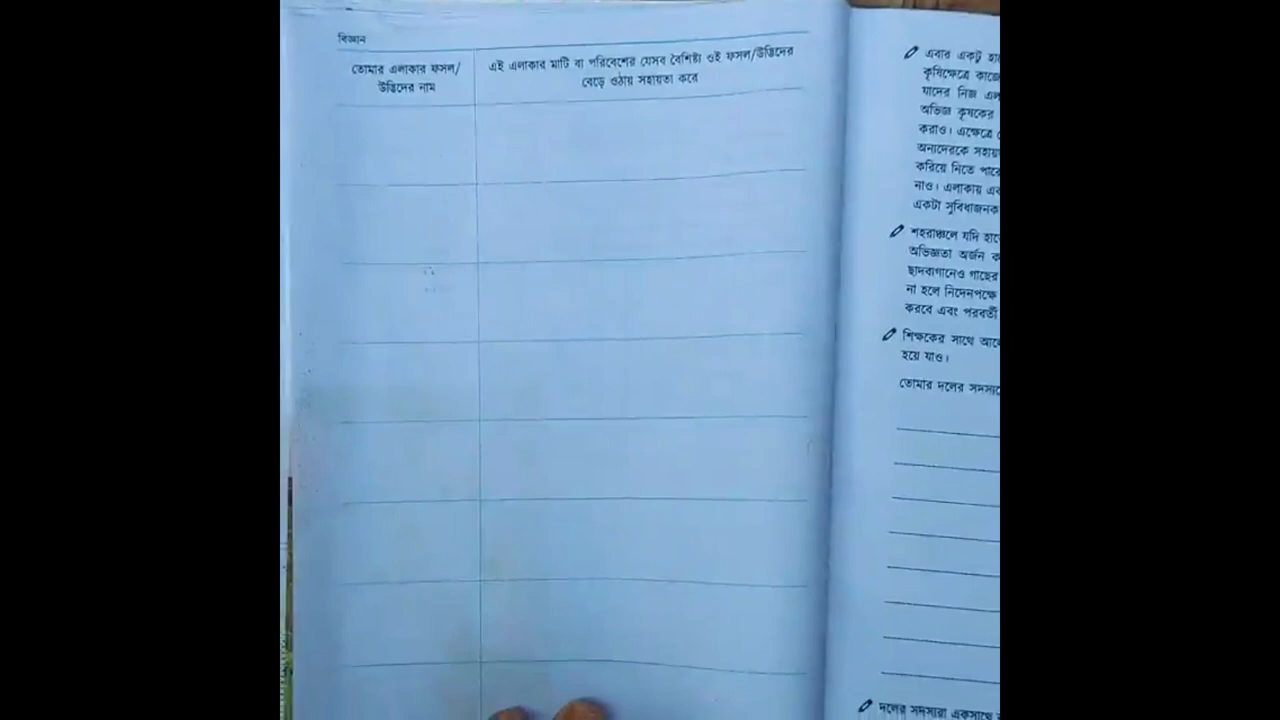 বিজ্ঞান
তোমার এলাকার ফসল/
উদ্ভিদের নাম
এই এলাকার মাটি বা পরিবেশের যেসব বৈশিষ্ট্য ওই ফসল/উদ্ভিদের
বেড়ে ওঠায় সহায়তা করে
এবার একটু
কৃষিক্ষেত্রে
যাদের নিজ
অভিজ্ঞ কৃষকের
করাও। এক্ষেত্রে
অন্যদেরকে
করিয়ে নিতে
নাও। এলাকায়
একটা সুবিধাজনক
শহরাঞ্চলে যদি
অভিজ্ঞতা অর্জন
ছাদবাগানেও গাছের
না হলে নিদেনপক্ষে
করবে এবং পরবর্তী
শিক্ষকের সাথে
হয়ে যাও।
তোমার দলের
দলের সদস্যরা একসাথে